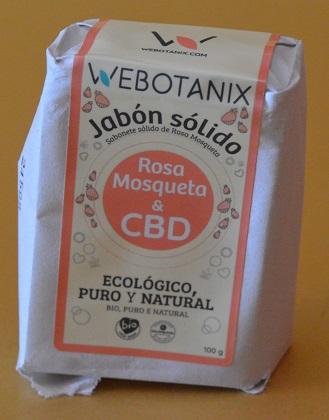 WEBOTANIX.COM
WEBOTANIX
Jabón sólido
Sabonete sólido de Rosa Mosqueta
Rosa
Mosqueta
&
CBD
ECOLÓGICO,
PURO Y NATURAL
BIO, PURO E NATURAL
bio
100 g